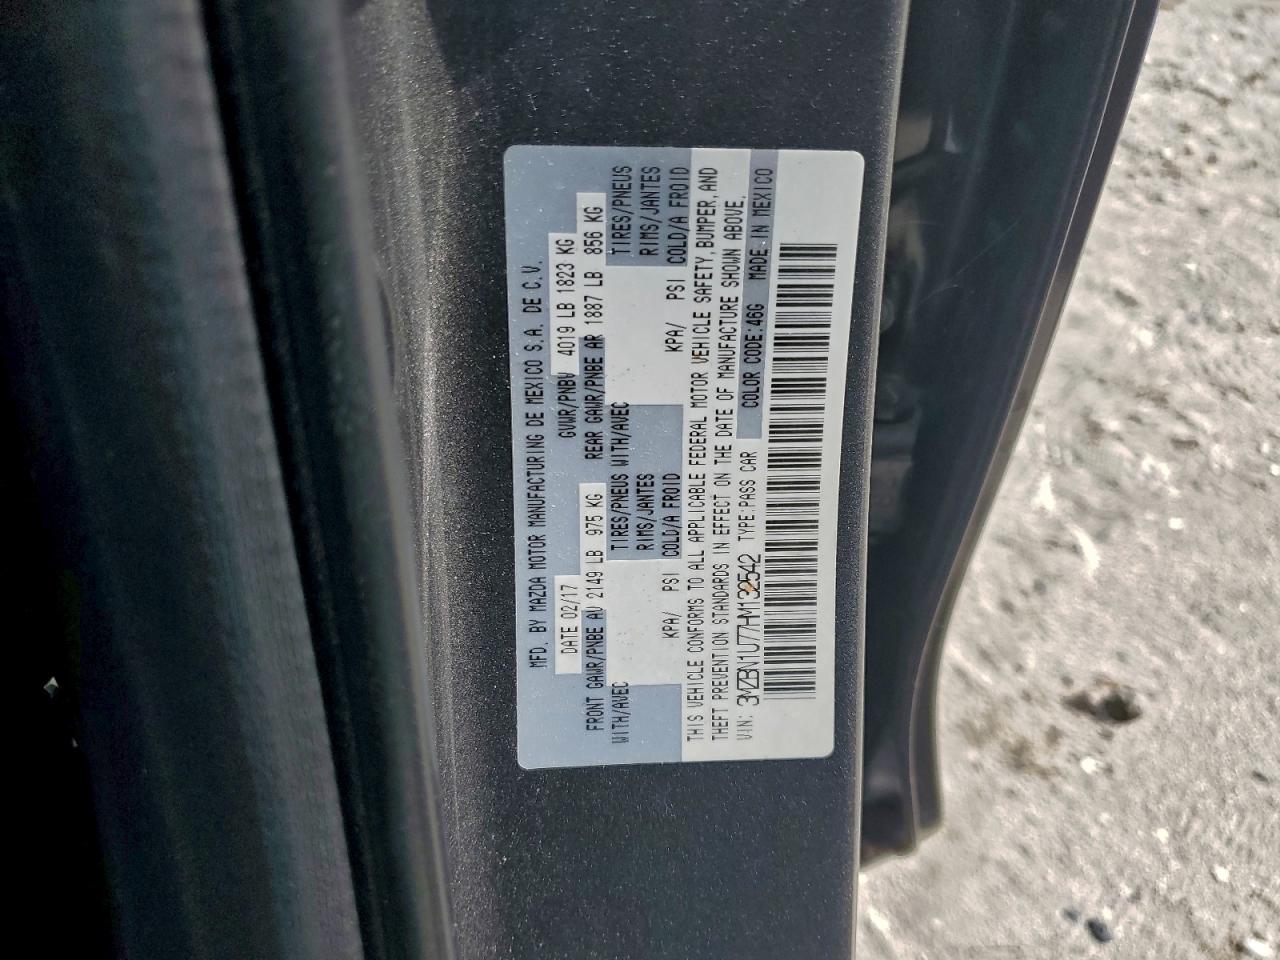 MFD. BY MAZDA MOTOR MANUFACTURING DE MEXICO S.A. DE C.V.
DATE 02/17 GVWR/PNBV 4019 LB 1823 KG
FRONT GAWR/PNBE AV 2149 LB 975 KG REAR GAWR/PNBE AR 1887 LB 856 KG
WITH/AVEC TIRES/PNEUS WITH/AVEC TIRES/PNEUS
RIMS/JANTES RIMS/JANTES
KPA/ PSI COLD/A FROID KPA/ PSI COLD/A FROID
THIS VEHICLE CONFORMS TO ALL APPLICABLE FEDERAL MOTOR VEHICLE SAFETY, BUMPER, AND
THEFT PREVENTION STANDARDS IN EFFECT ON THE DATE OF MANUFACTURE SHOWN ABOVE.
VIN: 3MZBN1U77HM132542 TYPE:PASS CAR COLOR CODE:46G MADE IN MEXICO